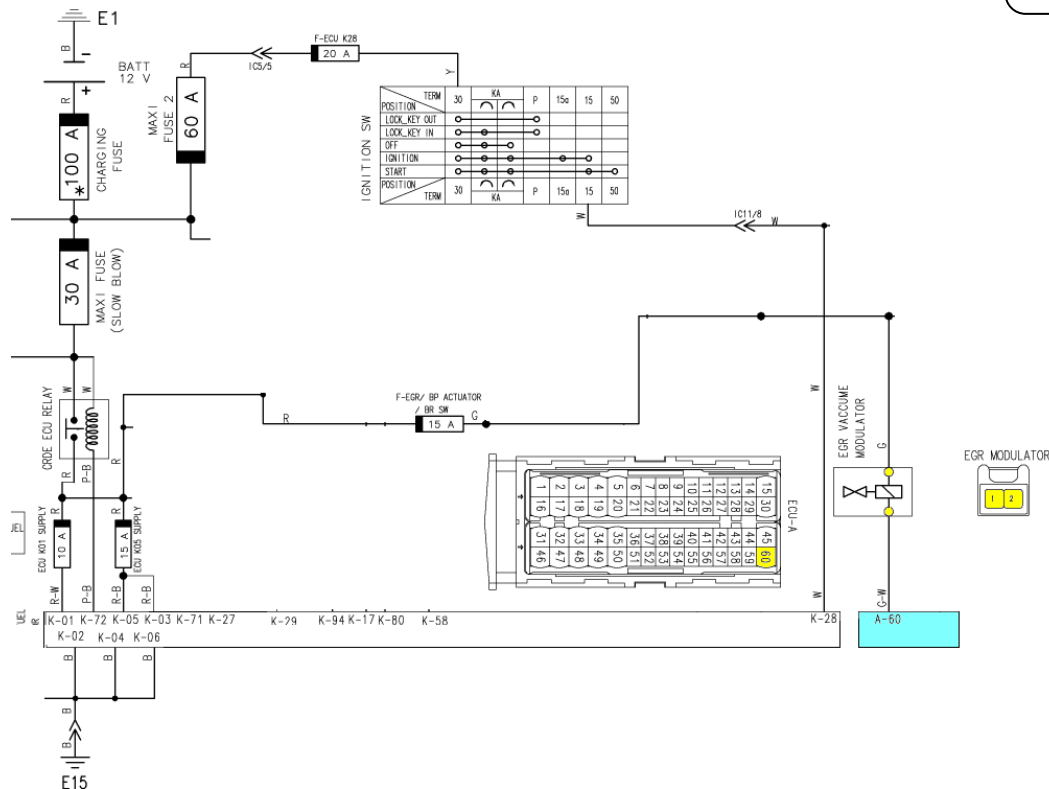 E1
B
-
BATT
12 V
+
R
*100 A
CHARGING
FUSE
MAXI
FUSE 2
60 A
R
IC5/5
F-ECU K28
20 A
Y
IGNITION SW
TERM
POSITION
30
KA
P
15a
15
50
LOCK_KEY OUT
LOCK_KEY IN
OFF
IGNITION
START
POSITION
TERM
30
KA
P
15a
15
50
W
IC11/8
W
30 A
MAXI FUSE
(SLOW BLOW)
W
W
CRDE ECU RELAY
R
P-B
R
F-EGR/ BP ACTUATOR
/ BR SW
R
15 A
G
W
EGR VACCUME
MODULATOR
G
EGR MODULATOR
1 2
ECU-A
1 2 3 4 5 6 7 8 9 10 11 12 13 14 15
16 17 18 19 20 21 22 23 24 25 26 27 28 29 30
31 32 33 34 35 36 37 38 39 40 41 42 43 44 45
46 47 48 49 50 51 52 53 54 55 56 57 58 59 60
UEL
R
ECU K01 SUPPLY
10 A
R
ECU K05 SUPPLY
15 A
R-W
P-B
R-B
R-B
W
G-W
UEL
K-01 K-72 K-05 K-03 K-71 K-27 K-29 K-94 K-17 K-80 K-58 K-28 A-60
K-02 K-04 K-06
B
B
B
B
B
E15